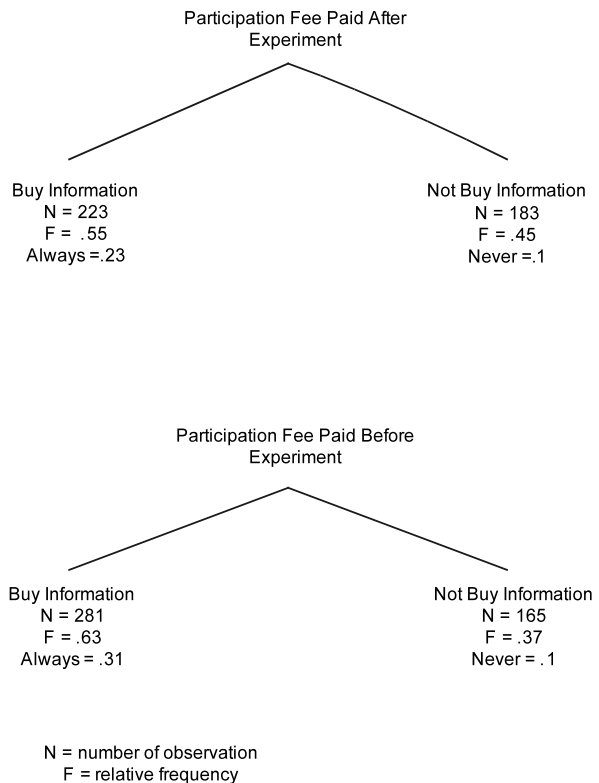 Participation Fee Paid After
Experiment
Buy Information
N = 223
F = .55
Always =.23
Not Buy Information
N = 183
F = .45
Never =.1
Participation Fee Paid Before
Experiment
Buy Information
N = 281
F = .63
Always = .31
Not Buy Information
N = 165
F = .37
Never = .1
N = number of observation
F = relative frequency